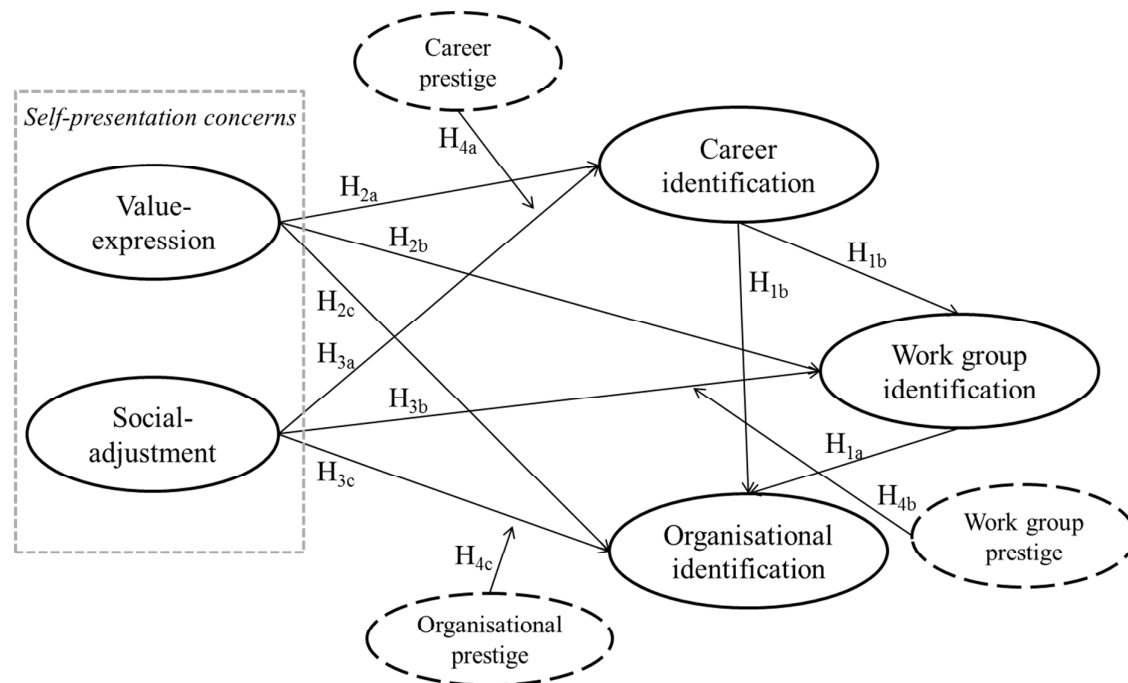 Career
prestige
Self-presentation concerns
H4a
Career
identification
Value-
expression
H2a
H2b
H1b
H1b
H2c
H3a
Work group
identification
Social-
adjustment
H3b
H3c
H1a
H4b
Organisational
identification
Work group
prestige
H4c
Organisational
prestige